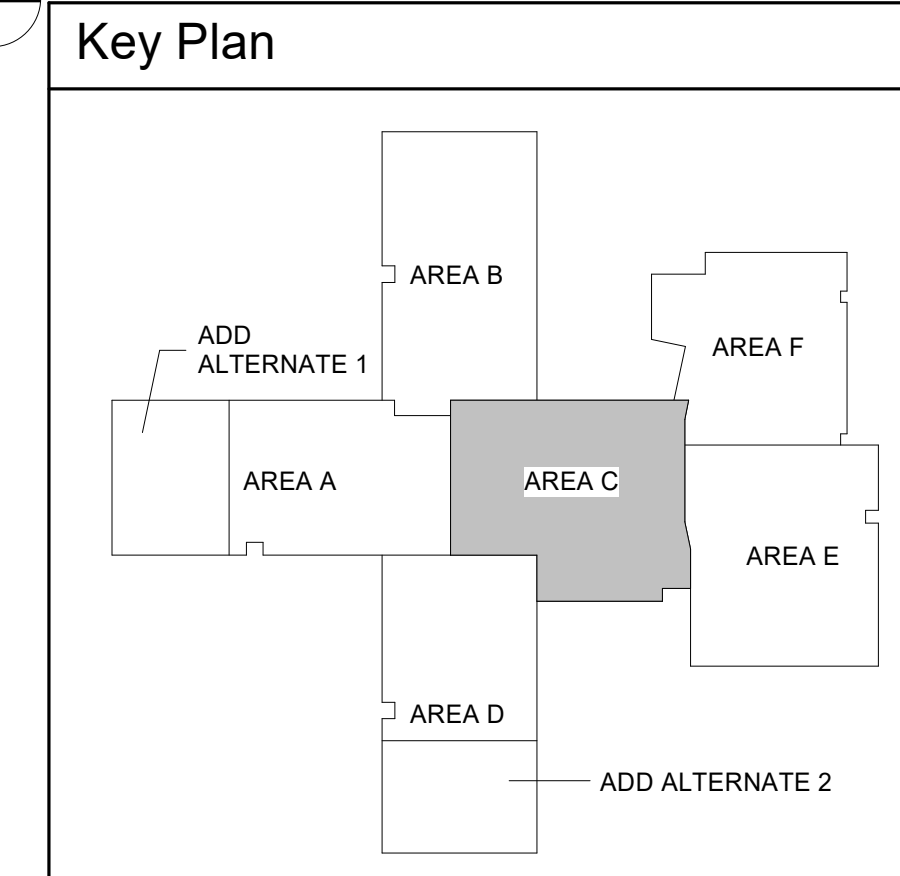 Key Plan
AREA B
ADD
ALTERNATE 1
AREA F
AREA A
AREA C
AREA E
AREA D
ADD ALTERNATE 2